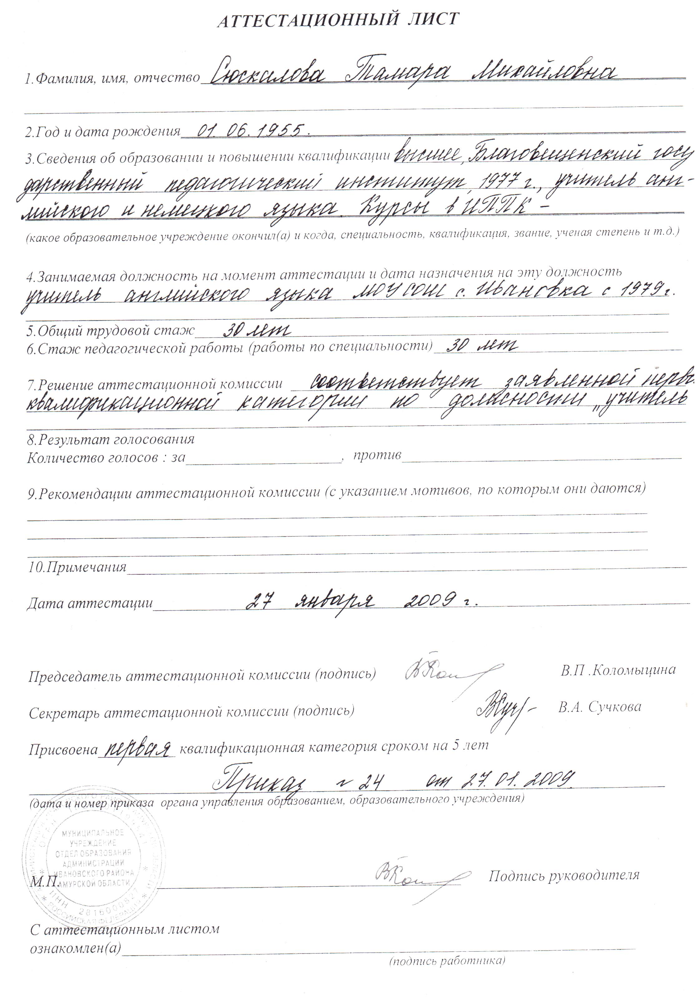 АТТЕСТАЦИОННЫЙ ЛИСТ
1.Фамилия, имя, отчество Сюскалова Тамара Михайловна
2.Год и дата рождения 01.06.1955.
3.Сведения об образовании и повышении квалификации высшее, Благовещенский госу
дарственный педагогический институт, 1977 г., учитель анг-
лийского и немецкого языка. Курсы в ИППК –
(какое образовательное учреждение окончил(а) и когда, специальность, квалификация, звание, ученая степень и т.д.)
4.Занимаемая должность на момент аттестации и дата назначения на эту должность
учитель английского языка МОУ СОШ с. Ивановка с 1979г.
5.Общий трудовой стаж 30 лет
6.Стаж педагогической работы (работы по специальности) 30 лет
7.Решение аттестационной комиссии соответствует заявленной первы
квалификационной категории по должности „учитель
8.Результат голосования
Количество голосов : за , против
9.Рекомендации аттестационной комиссии (с указанием мотивов, по которым они даются)
10.Примечания
Дата аттестации 27 января 2009 г.
Председатель аттестационной комиссии (подпись) В.П .Коломыцина
Секретарь аттестационной комиссии (подпись) В.А. Сучкова
Присвоена первая квалификационная категория сроком на 5 лет
Приказ № 24 от 27.01.2009.
(дата и номер приказа органа управления образованием, образовательного учреждения)
МУНИЦИПАЛЬНОЕ
УЧРЕЖДЕНИЕ
ОТДЕЛ ОБРАЗОВАНИЯ
АДМИНИСТРАЦИИ
ИВАНОВСКОГО РАЙОНА
АМУРСКОЙ ОБЛАСТИ
ИНН 2816000827
РОССИЙСКАЯ ФЕДЕРАЦИЯ
М.П. Подпись руководителя
С аттестационным листом
ознакомлен(а)
(подпись работника)